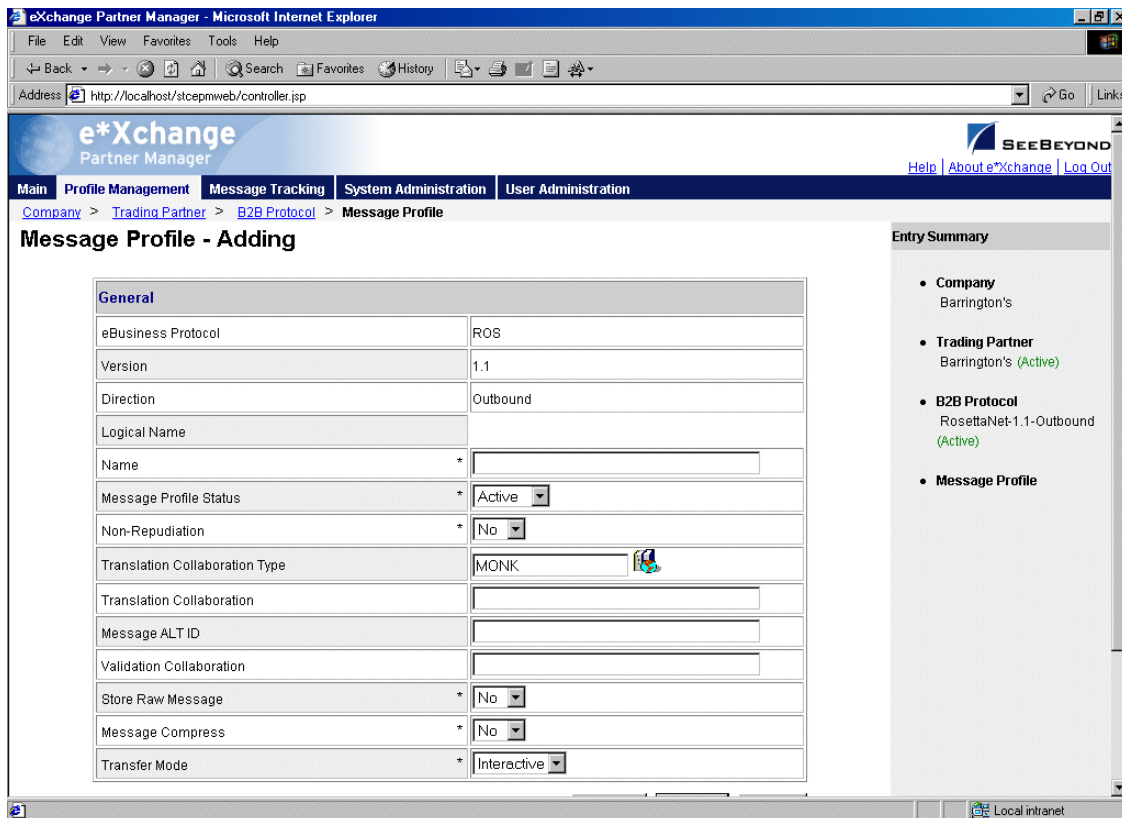 eXchange Partner Manager - Microsoft Internet Explorer
File Edit View Favorites Tools Help
Back Search Favorites History
Address http://localhost/stcepmweb/controller.jsp Go Links
e*Xchange
Partner Manager
SEEBEYOND
Help | About e*Xchange | Log Out
Main Profile Management Message Tracking System Administration User Administration
Company > Trading Partner > B2B Protocol > Message Profile
Message Profile - Adding
General
eBusiness Protocol ROS
Version 1.1
Direction Outbound
Logical Name
Name *
Message Profile Status * Active
Non-Repudiation * No
Translation Collaboration Type MONK
Translation Collaboration
Message ALT ID
Validation Collaboration
Store Raw Message * No
Message Compress * No
Transfer Mode * Interactive
Entry Summary
• Company
Barrington's
• Trading Partner
Barrington's (Active)
• B2B Protocol
RosettaNet-1.1-Outbound
(Active)
• Message Profile
Local intranet